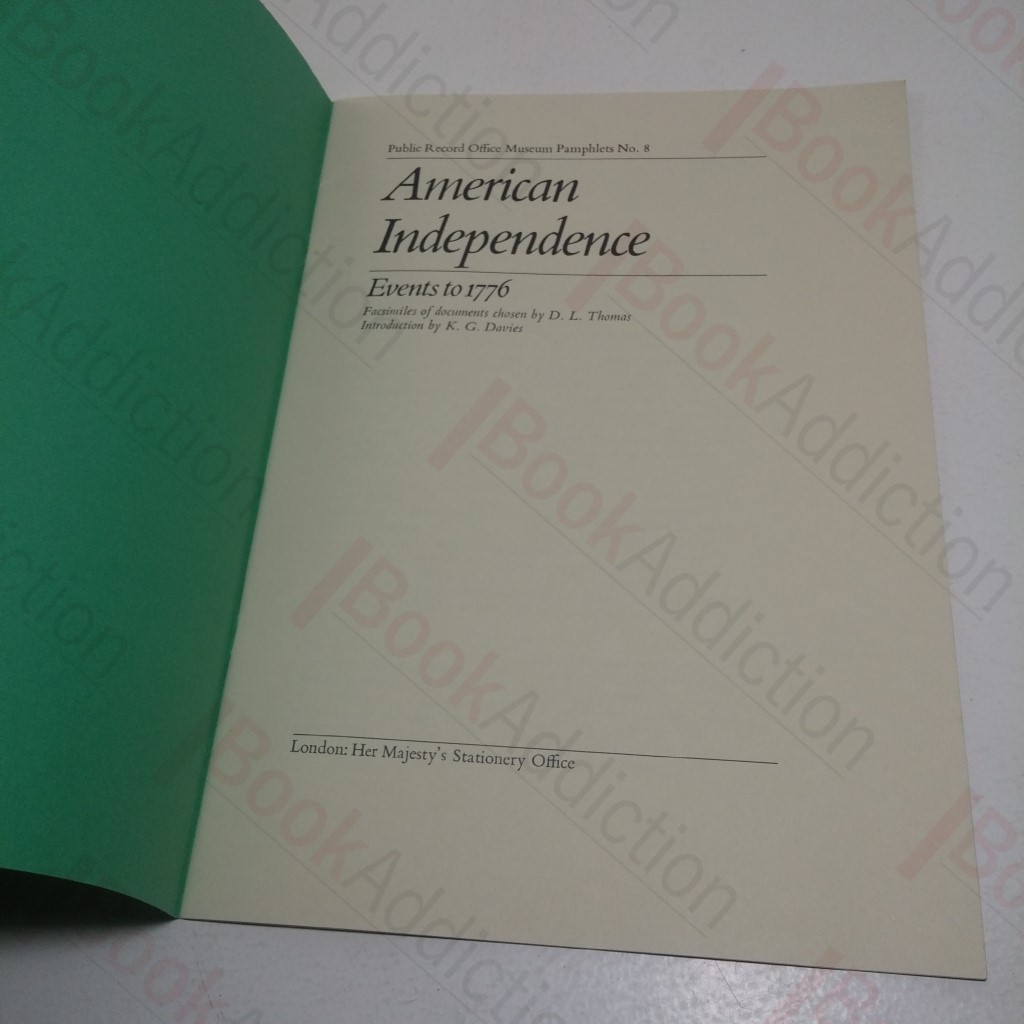 Public Record Office Museum Pamphlets No. 8
American
Independence
Events to 1776
Facsimiles of documents chosen by D. L. Thomas
Introduction by K. G. Davies
London: Her Majesty's Stationery Office
BookAddiction